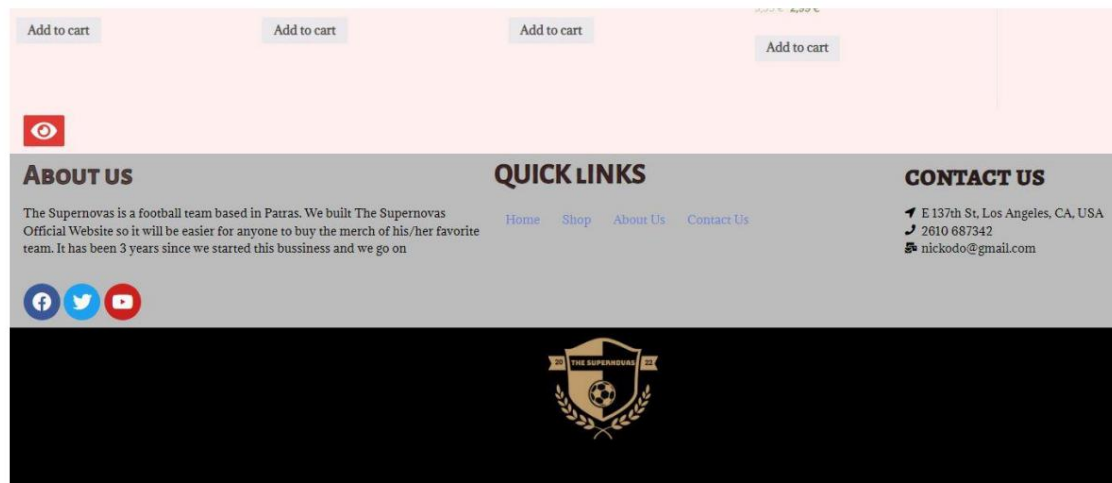 2,99 €
Add to cart
Add to cart
Add to cart
Add to cart
ABOUT US
The Supernovas is a football team based in Patras. We built The Supernovas
Official Website so it will be easier for anyone to buy the merch of his/her favorite
team. It has been 3 years since we started this bussiness and we go on
QUICK LINKS
Home
Shop
About Us
Contact Us
CONTACT US
E 137th St, Los Angeles, CA, USA
2610 687342
nickodo@gmail.com
20 THE SUPERNOVAS 22